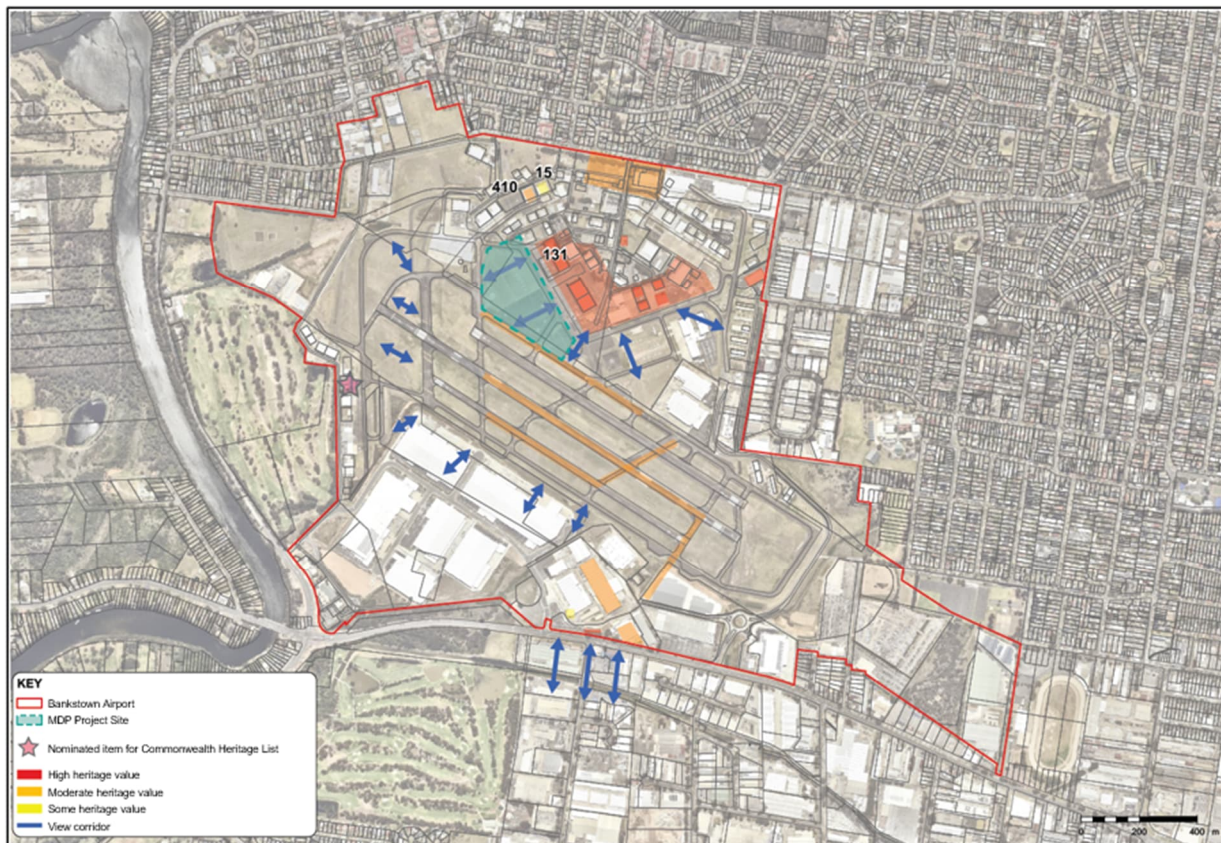 15
410
131
KEY
Bankstown Airport
MDP Project Site
Nominated item for Commonwealth Heritage List
High heritage value
Moderate heritage value
Some heritage value
View corridor
0 200 400 m